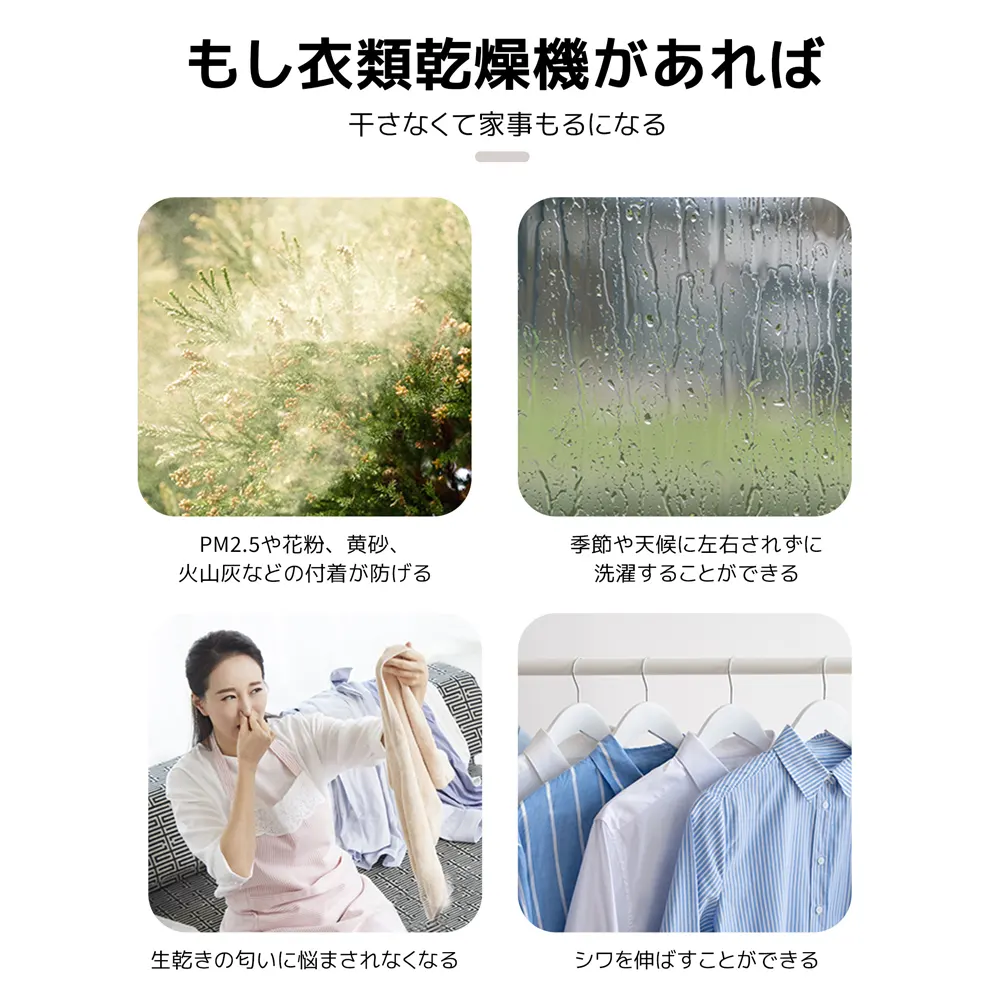 もし衣類乾燥機があれば
干さなくて家事もるになる
PM2.5や花粉、黄砂、
火山灰などの付着が防げる
季節や天候に左右されずに
洗濯することができる
生乾きの匂いに悩まされなくなる
シワを伸ばすことができる